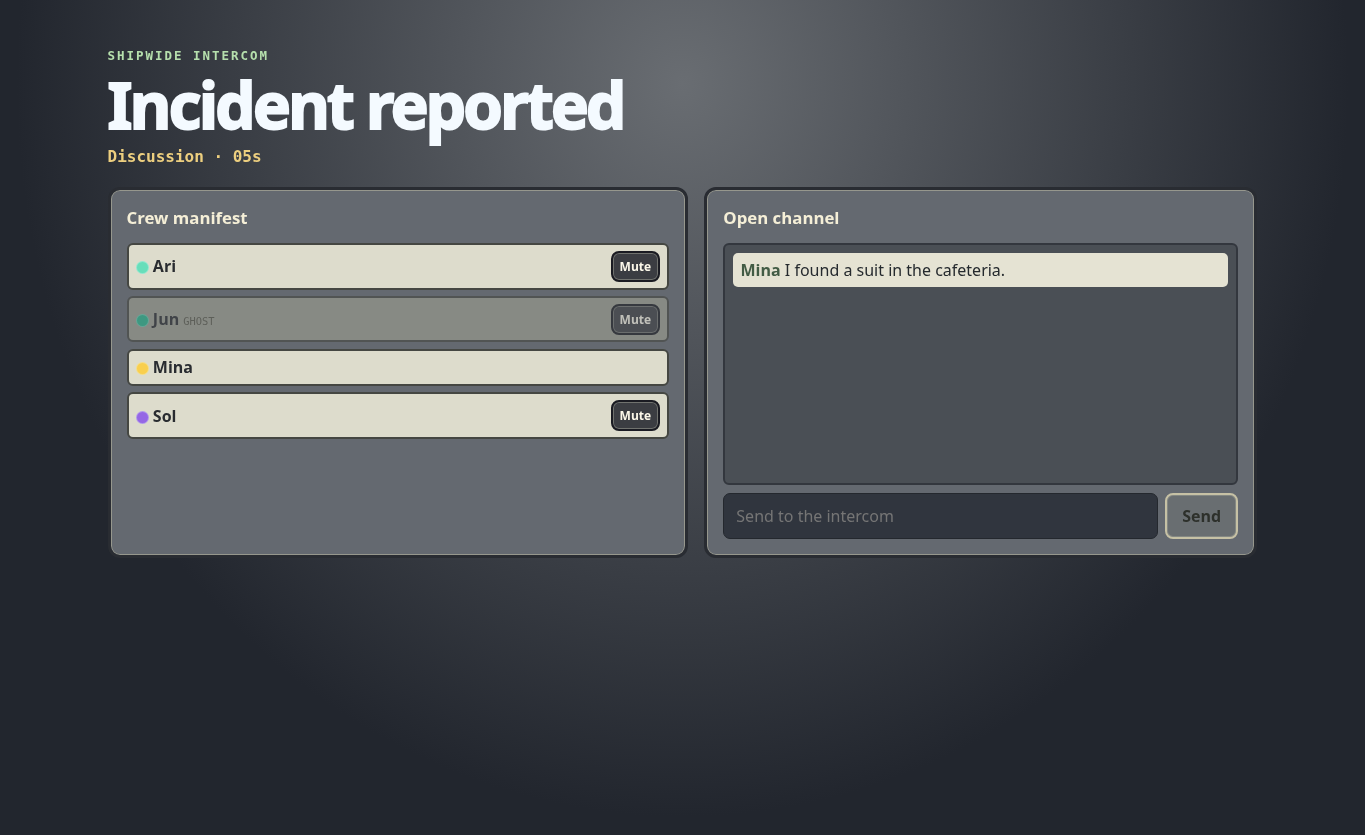 SHIPWIDE INTERCOM
Incident reported
Discussion · 05s
Crew manifest
Ari Mute
Jun GHOST Mute
Mina
Sol Mute
Open channel
Mina I found a suit in the cafeteria.
Send to the intercom Send